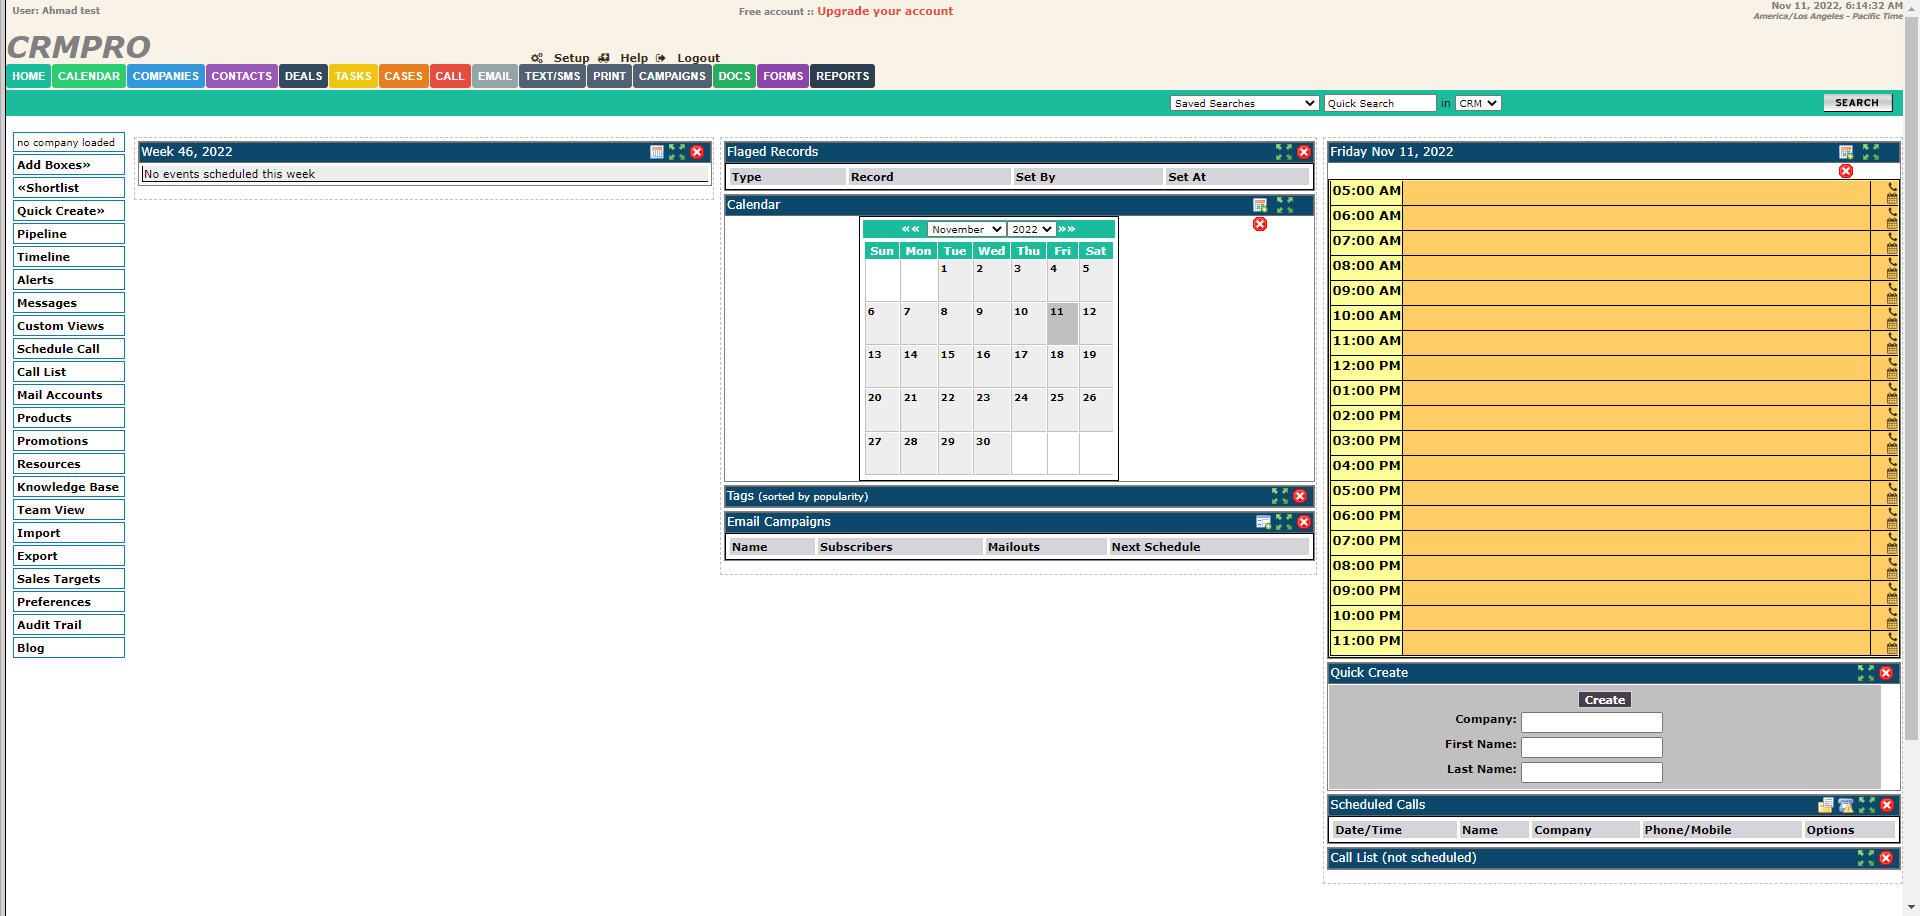 User: Ahmad test
Free account :: Upgrade your account
Nov 11, 2022, 6:14:32 AM
America/Los Angeles - Pacific Time
CRMPRO
Setup Help Logout
HOME CALENDAR COMPANIES CONTACTS DEALS TASKS CASES CALL EMAIL TEXT/SMS PRINT CAMPAIGNS DOCS FORMS REPORTS
Saved Searches Quick Search in CRM SEARCH
no company loaded
Add Boxes»
«Shortlist
Quick Create»
Pipeline
Timeline
Alerts
Messages
Custom Views
Schedule Call
Call List
Mail Accounts
Products
Promotions
Resources
Knowledge Base
Team View
Import
Export
Sales Targets
Preferences
Audit Trail
Blog
Week 46, 2022
No events scheduled this week
Flaged Records
Type Record Set By Set At
Calendar
«« November 2022 »»
Sun Mon Tue Wed Thu Fri Sat
1 2 3 4 5
6 7 8 9 10 11 12
13 14 15 16 17 18 19
20 21 22 23 24 25 26
27 28 29 30
Tags (sorted by popularity)
Email Campaigns
Name Subscribers Mailouts Next Schedule
Friday Nov 11, 2022
05:00 AM
06:00 AM
07:00 AM
08:00 AM
09:00 AM
10:00 AM
11:00 AM
12:00 PM
01:00 PM
02:00 PM
03:00 PM
04:00 PM
05:00 PM
06:00 PM
07:00 PM
08:00 PM
09:00 PM
10:00 PM
11:00 PM
Quick Create
Create
Company:
First Name:
Last Name:
Scheduled Calls
Date/Time Name Company Phone/Mobile Options
Call List (not scheduled)